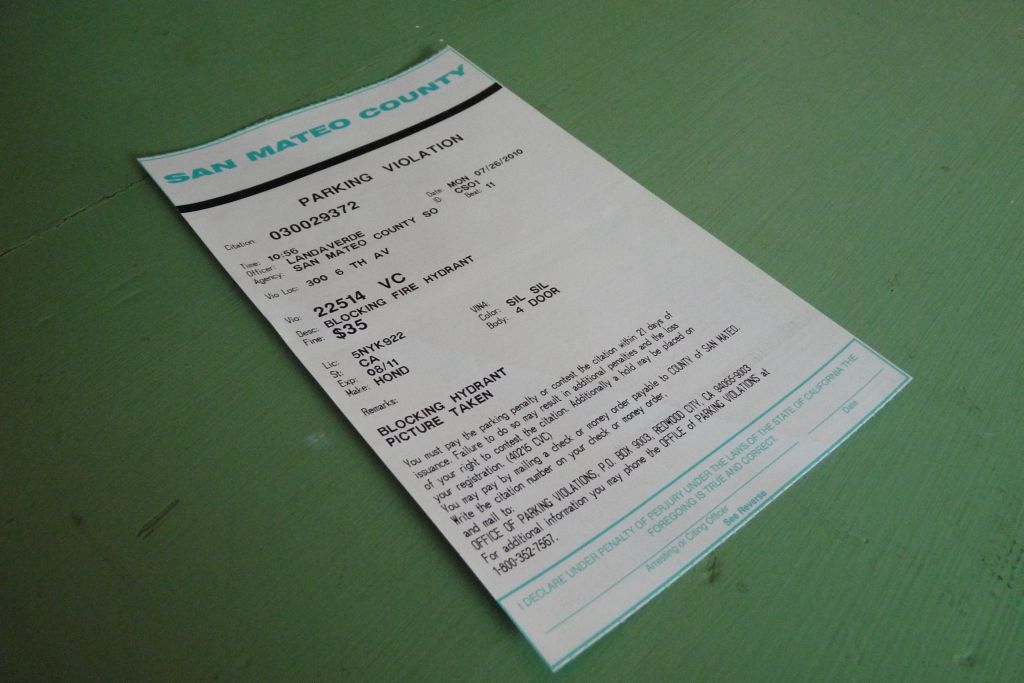 SAN MATEO COUNTY
PARKING VIOLATION
Citation: 030029372
Time: 10:56 Date: MON 07/26/2010
Officer: LANDAVERDE ID: CSO1
Agency: SAN MATEO COUNTY SO Beat: 11
Vio Loc: 300 6 TH AV
Vio: 22514 VC
Desc: BLOCKING FIRE HYDRANT
Fine: $35
Lic: 5NYK922 VIN4:
St: CA Color: SIL SIL
Exp: 08/11 Body: 4 DOOR
Make: HOND
Remarks:
BLOCKING HYDRANT
PICTURE TAKEN
You must pay the parking penalty or contest the citation within 21 days of
issuance. Failure to do so may result in additional penalties and the loss
of your right to contest the citation. Additionally a hold may be placed on
your registration. (40215 CVC)
You may pay by mailing a check or money order payable to COUNTY of SAN MATEO.
Write the citation number on your check or money order,
and mail to:
OFFICE OF PARKING VIOLATIONS, P.O. BOX 9003, REDWOOD CITY, CA 94065-9003
For additional information you may phone the OFFICE of PARKING VIOLATIONS at
1-800-352-7567.
I DECLARE UNDER PENALTY OF PERJURY UNDER THE LAWS OF THE STATE OF CALIFORNIA THE
FOREGOING IS TRUE AND CORRECT.
Arresting or Citing Officer Date
See Reverse